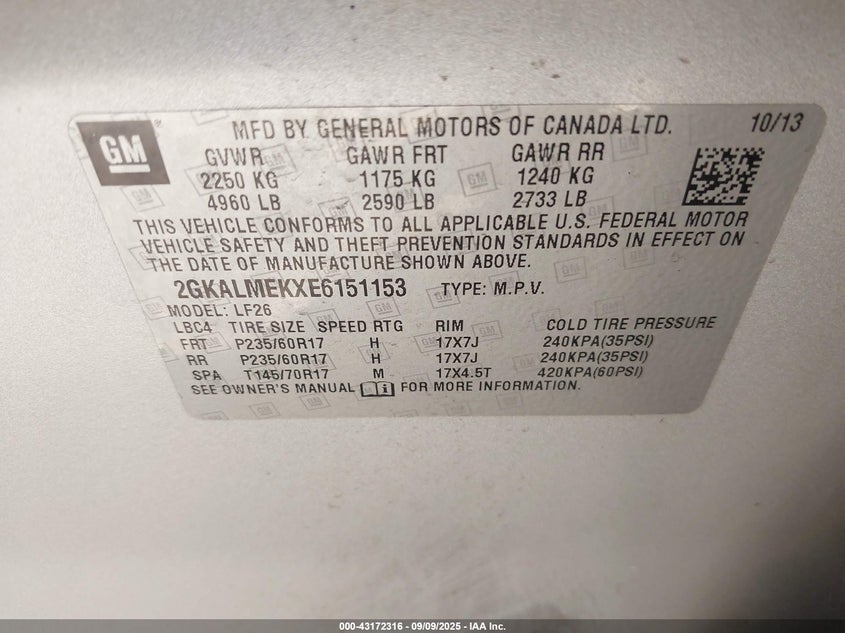 GM
MFD BY GENERAL MOTORS OF CANADA LTD. 10/13
GVWR GAWR FRT GAWR RR
2250 KG 1175 KG 1240 KG
4960 LB 2590 LB 2733 LB
THIS VEHICLE CONFORMS TO ALL APPLICABLE U.S. FEDERAL MOTOR
VEHICLE SAFETY AND THEFT PREVENTION STANDARDS IN EFFECT ON
THE DATE OF MANUFACTURE SHOWN ABOVE.
2GKALMEKXE6151153 TYPE: M.P.V.
MODEL: LF26
LBC4 TIRE SIZE SPEED RTG RIM COLD TIRE PRESSURE
FRT P235/60R17 H 17X7J 240KPA(35PSI)
RR P235/60R17 H 17X7J 240KPA(35PSI)
SPA T145/70R17 M 17X4.5T 420KPA(60PSI)
SEE OWNER'S MANUAL i FOR MORE INFORMATION.
000-43172316 - 09/09/2025 - IAA Inc.